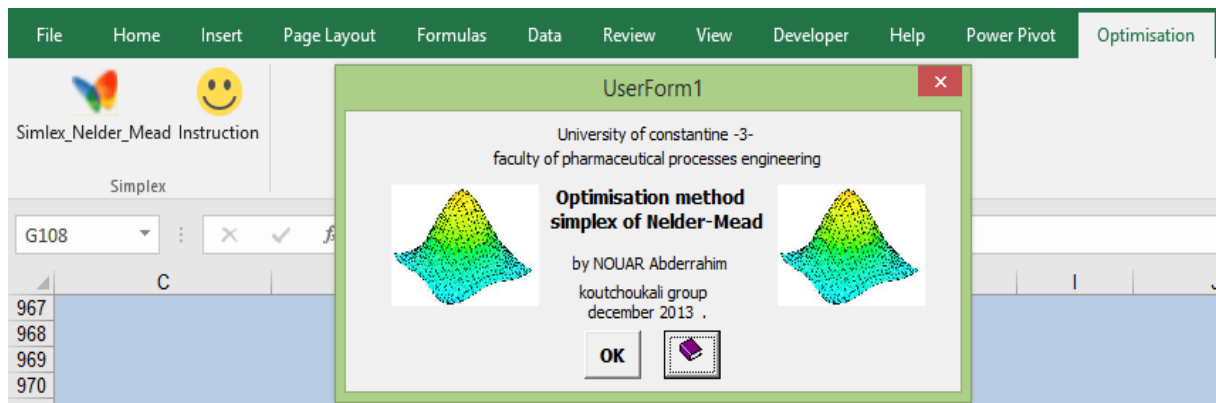 File Home Insert Page Layout Formulas Data Review View Developer Help Power Pivot Optimisation
Simlex_Nelder_Mead Instruction
Simplex
UserForm1
University of constantine -3-
faculty of pharmaceutical processes engineering
Optimisation method
simplex of Nelder-Mead
by NOUAR Abderrahim
koutchoukali group
december 2013 .
OK
G108
C I
967
968
969
970